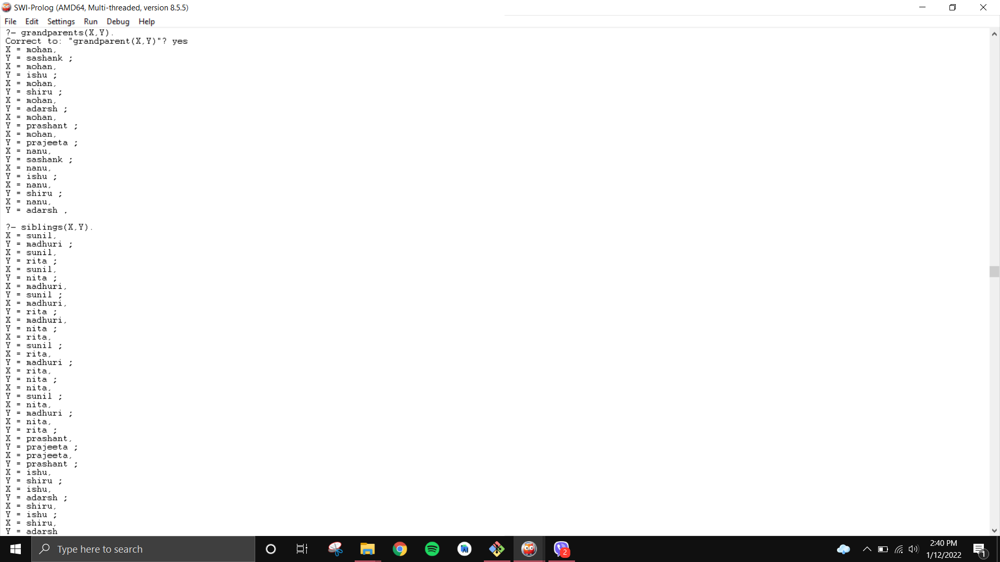 SWI-Prolog (AMD64, Multi-threaded, version 8.5.5)
File Edit Settings Run Debug Help
?- grandparents(X,Y).
Correct to: "grandparent(X,Y)"? yes
X = mohan,
Y = sashank ;
X = mohan,
Y = ishu ;
X = mohan,
Y = shiru ;
X = mohan,
Y = adarsh ;
X = mohan,
Y = prashant ;
X = mohan,
Y = prajeeta ;
X = nanu,
Y = sashank ;
X = nanu,
Y = ishu ;
X = nanu,
Y = shiru ;
X = nanu,
Y = adarsh .
?- siblings(X,Y).
X = sunil,
Y = madhuri ;
X = sunil,
Y = rita ;
X = sunil,
Y = nita ;
X = madhuri,
Y = sunil ;
X = madhuri,
Y = rita ;
X = madhuri,
Y = nita ;
X = rita,
Y = sunil ;
X = rita,
Y = madhuri ;
X = rita,
Y = nita ;
X = nita,
Y = sunil ;
X = nita,
Y = madhuri ;
X = nita,
Y = rita ;
X = prashant,
Y = prajeeta ;
X = prajeeta,
Y = prashant ;
X = ishu,
Y = shiru ;
X = ishu,
Y = adarsh ;
X = shiru,
Y = ishu ;
X = shiru,
Y = adarsh
Type here to search
2
2:40 PM
1/12/2022
1